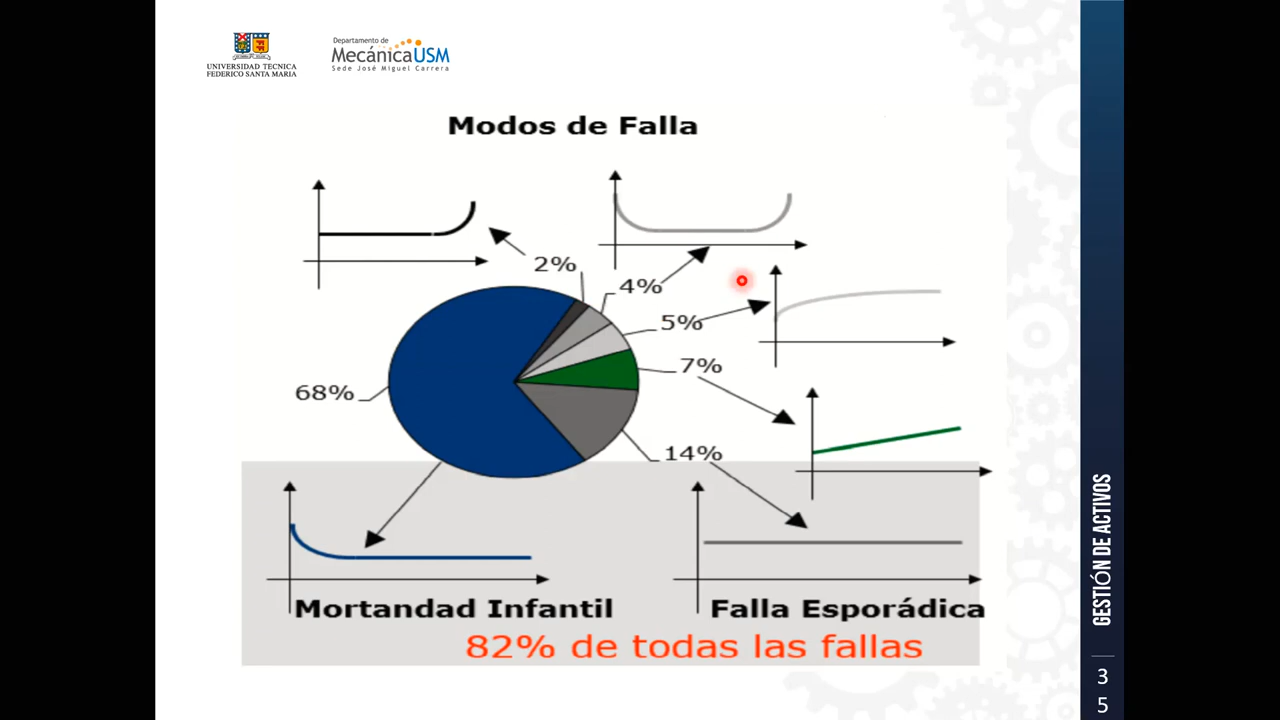 UNIVERSIDAD TECNICA
FEDERICO SANTA MARIA
Departamento de
MecánicaUSM
Sede José Miguel Carrera
Modos de Falla
2%
4%
5%
7%
68%
14%
Mortandad Infantil
Falla Esporádica
82% de todas las fallas
GESTIÓN DE ACTIVOS
3
5